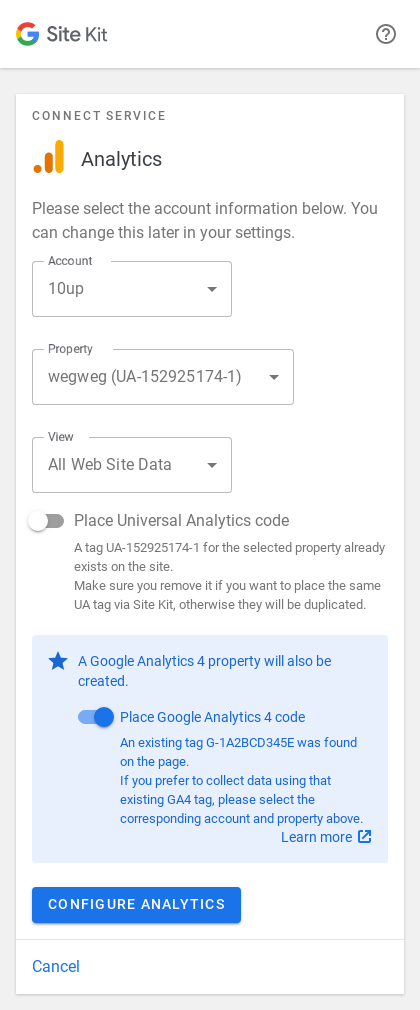 Site Kit
CONNECT SERVICE
Analytics
Please select the account information below. You
can change this later in your settings.
Account
10up
Property
wegweg (UA-152925174-1)
View
All Web Site Data
Place Universal Analytics code
A tag UA-152925174-1 for the selected property already
exists on the site.
Make sure you remove it if you want to place the same
UA tag via Site Kit, otherwise they will be duplicated.
A Google Analytics 4 property will also be
created.
Place Google Analytics 4 code
An existing tag G-1A2BCD345E was found
on the page.
If you prefer to collect data using that
existing GA4 tag, please select the
corresponding account and property above.
Learn more
CONFIGURE ANALYTICS
Cancel